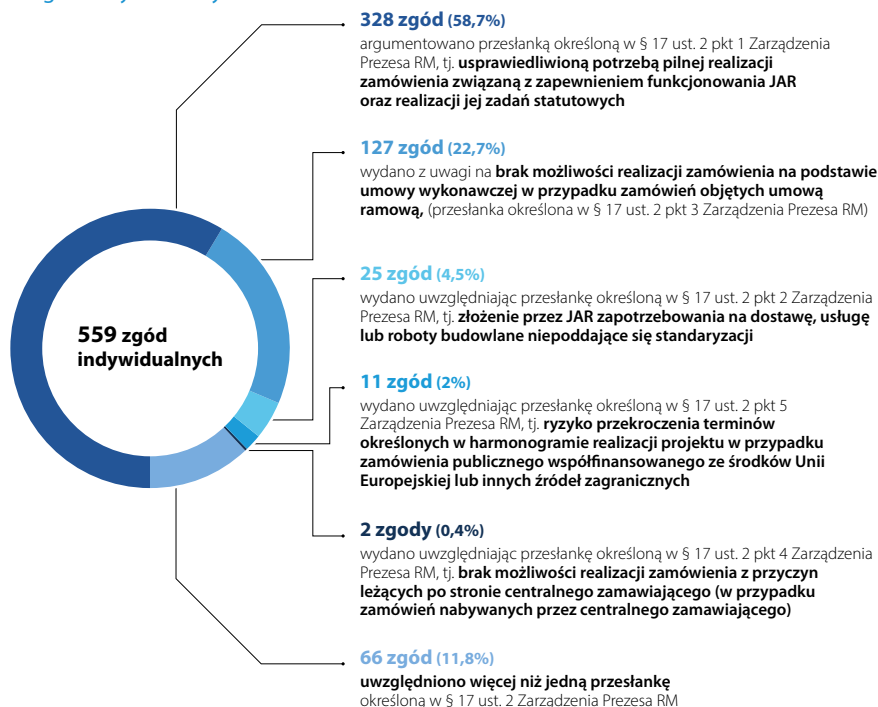 328 zgód (58,7%)
argumentowano przesłanką określoną w § 17 ust. 2 pkt 1 Zarządzenia
Prezesa RM, tj. usprawiedliwioną potrzebą pilnej realizacji
zamówienia związaną z zapewnieniem funkcjonowania JAR
oraz realizacji jej zadań statutowych
127 zgód (22,7%)
wydano z uwagi na brak możliwości realizacji zamówienia na podstawie
umowy wykonawczej w przypadku zamówień objętych umową
ramową, (przesłanka określona w § 17 ust. 2 pkt 3 Zarządzenia Prezesa RM)
25 zgód (4,5%)
wydano uwzględniając przesłankę określoną w § 17 ust. 2 pkt 2 Zarządzenia
Prezesa RM, tj. złożenie przez JAR zapotrzebowania na dostawę, usługę
lub roboty budowlane niepoddające się standaryzacji
559 zgód
indywidualnych
11 zgód (2%)
wydano uwzględniając przesłankę określoną w § 17 ust. 2 pkt 5
Zarządzenia Prezesa RM, tj. ryzyko przekroczenia terminów
określonych w harmonogramie realizacji projektu w przypadku
zamówienia publicznego współfinansowanego ze środków Unii
Europejskiej lub innych źródeł zagranicznych
2 zgody (0,4%)
wydano uwzględniając przesłankę określoną w § 17 ust. 2 pkt 4 Zarządzenia
Prezesa RM, tj. brak możliwości realizacji zamówienia z przyczyn
leżących po stronie centralnego zamawiającego (w przypadku
zamówień nabywanych przez centralnego zamawiającego)
66 zgód (11,8%)
uwzględniono więcej niż jedną przesłankę
określoną w § 17 ust. 2 Zarządzenia Prezesa RM